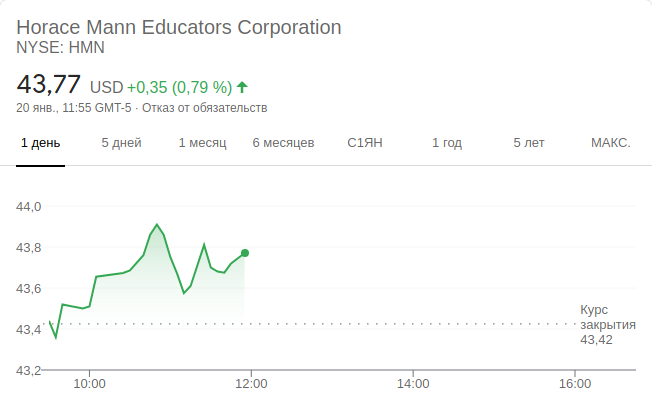 Horace Mann Educators Corporation
NYSE: HMN
43,77 USD +0,35 (0,79 %)
20 янв., 11:55 GMT-5 · Отказ от обязательств
1 день 5 дней 1 месяц 6 месяцев С1ЯН 1 год 5 лет МАКС.
44,0
43,8
43,6
43,4
43,2
Курс
закрытия
43,42
10:00 12:00 14:00 16:00